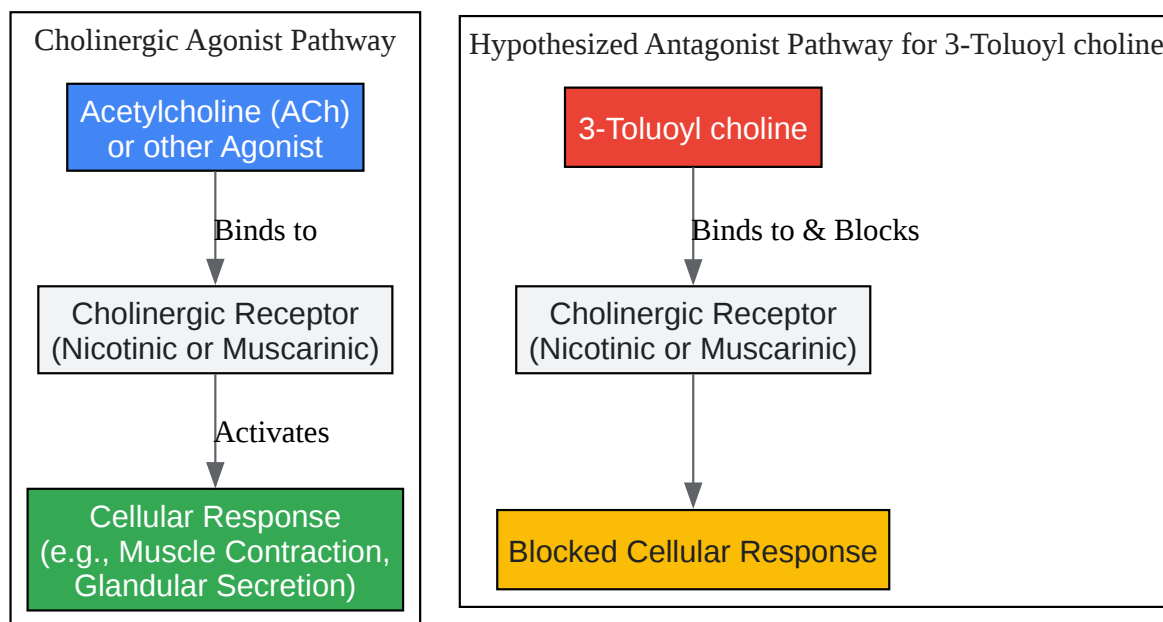 Cholinergic Agonist Pathway
Acetylcholine (ACh)
or other Agonist
Binds to
Cholinergic Receptor
(Nicotinic or Muscarinic)
Activates
Cellular Response
(e.g., Muscle Contraction,
Glandular Secretion)
Hypothesized Antagonist Pathway for 3-Toluoyl choline
3-Toluoyl choline
Binds to & Blocks
Cholinergic Receptor
(Nicotinic or Muscarinic)
Blocked Cellular Response